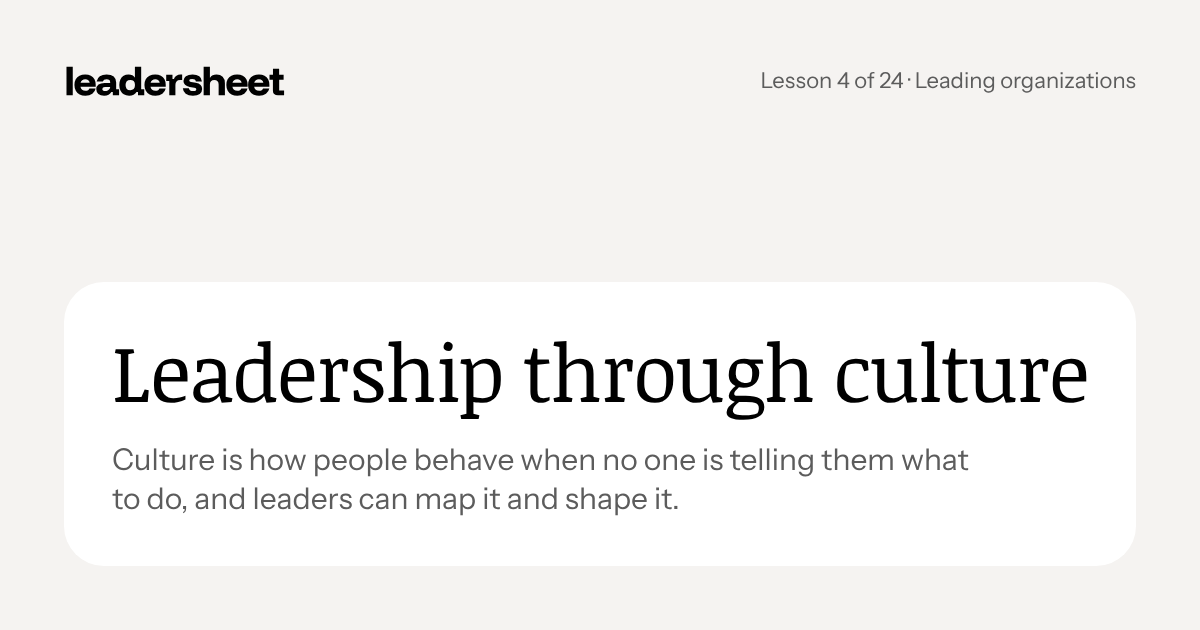 leadersheet
Lesson 4 of 24 · Leading organizations
Leadership through culture
Culture is how people behave when no one is telling them what
to do, and leaders can map it and shape it.